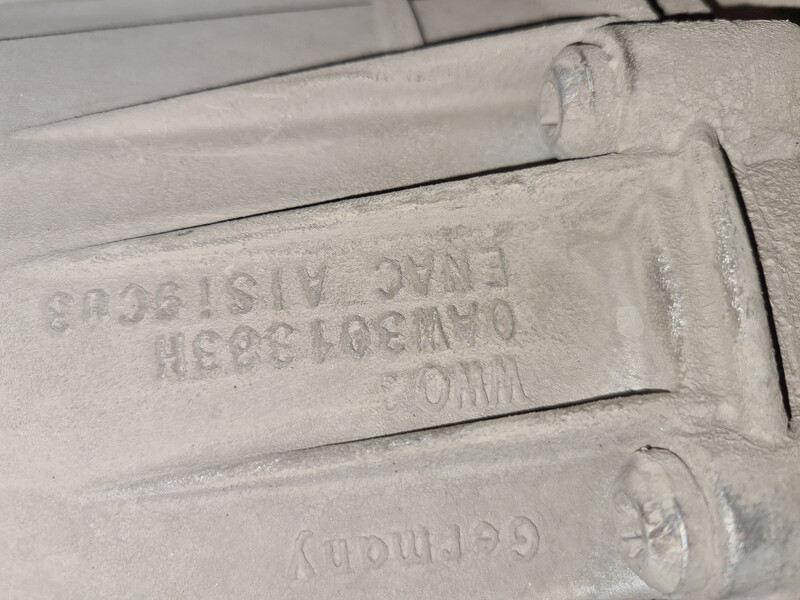 Germany
0AW301383H
ENAC AlSi9Cu3